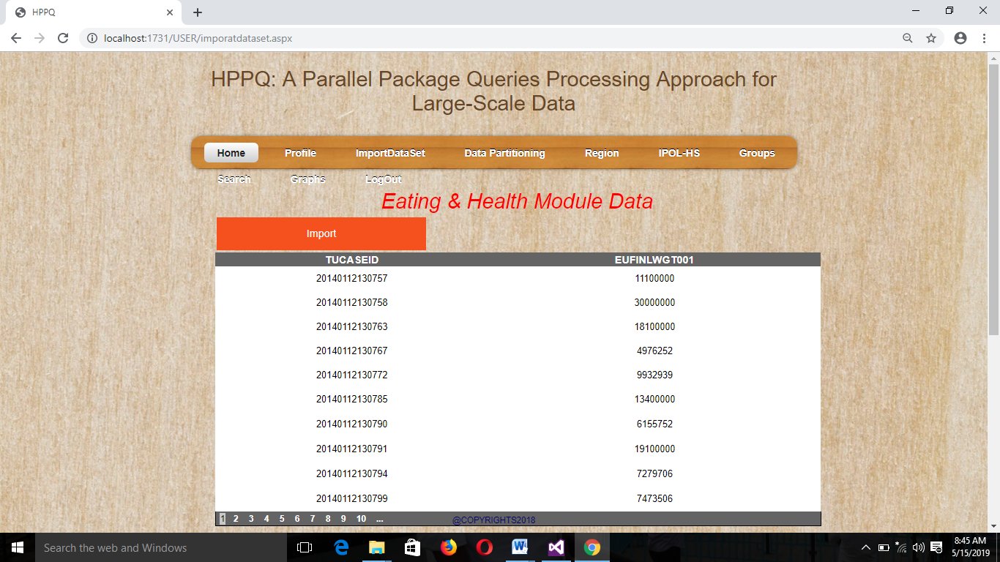 HPPQ
localhost:1731/USER/imporatdataset.aspx
HPPQ: A Parallel Package Queries Processing Approach for
Large-Scale Data
Home Profile ImportDataSet Data Partitioning Region IPOL-HS Groups
Search Graphs LogOut
Eating & Health Module Data
Import
TUCASEID EUFINLWGT001
20140112130757 11100000
20140112130758 30000000
20140112130763 18100000
20140112130767 4976252
20140112130772 9932939
20140112130785 13400000
20140112130790 6155752
20140112130791 19100000
20140112130794 7279706
20140112130799 7473506
1 2 3 4 5 6 7 8 9 10 ...
@COPYRIGHTS2018
Search the web and Windows
8:45 AM
5/15/2019